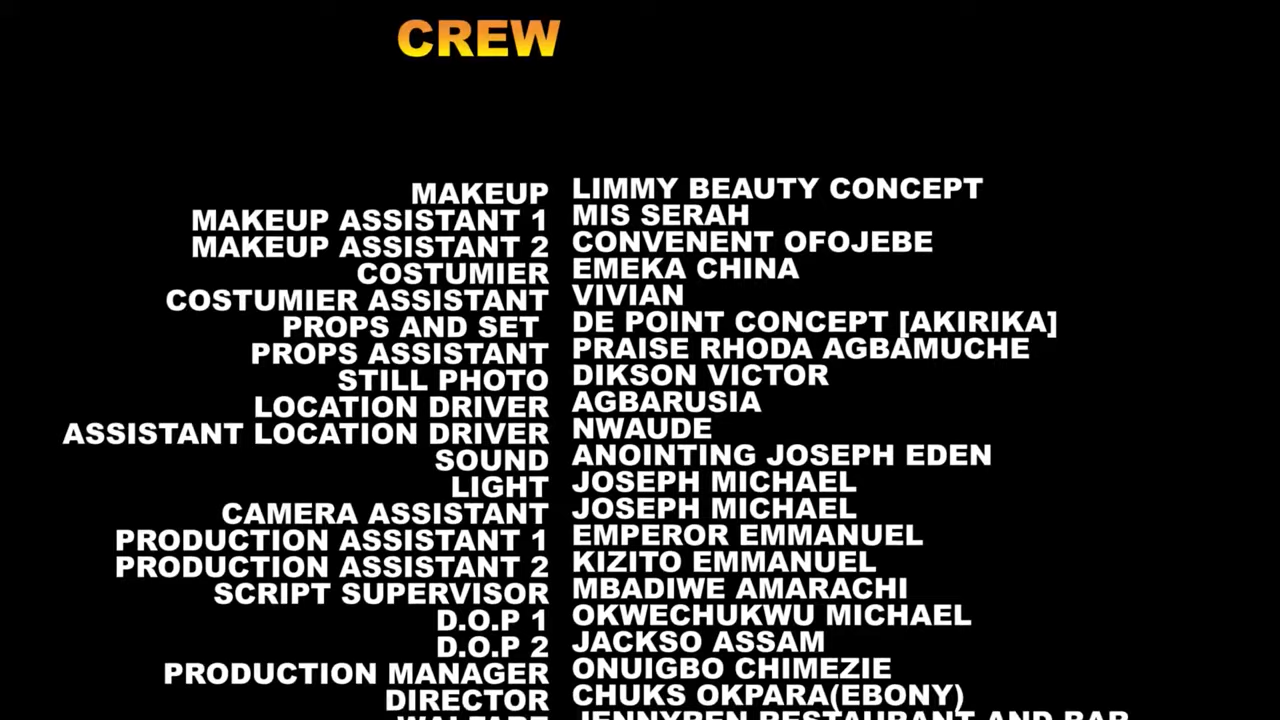 CREW
MAKEUP LIMMY BEAUTY CONCEPT
MAKEUP ASSISTANT 1 MIS SERAH
MAKEUP ASSISTANT 2 CONVENENT OFOJEBE
COSTUMIER EMEKA CHINA
COSTUMIER ASSISTANT VIVIAN
PROPS AND SET DE POINT CONCEPT [AKIRIKA]
PROPS ASSISTANT PRAISE RHODA AGBAMUCHE
STILL PHOTO DIKSON VICTOR
LOCATION DRIVER AGBARUSIA
ASSISTANT LOCATION DRIVER NWAUDE
SOUND ANOINTING JOSEPH EDEN
LIGHT JOSEPH MICHAEL
CAMERA ASSISTANT JOSEPH MICHAEL
PRODUCTION ASSISTANT 1 EMPEROR EMMANUEL
PRODUCTION ASSISTANT 2 KIZITO EMMANUEL
SCRIPT SUPERVISOR MBADIWE AMARACHI
D.O.P 1 OKWECHUKWU MICHAEL
D.O.P 2 JACKSO ASSAM
PRODUCTION MANAGER ONUIGBO CHIMEZIE
DIRECTOR CHUKS OKPARA(EBONY)
RESTAURANT AND BAR